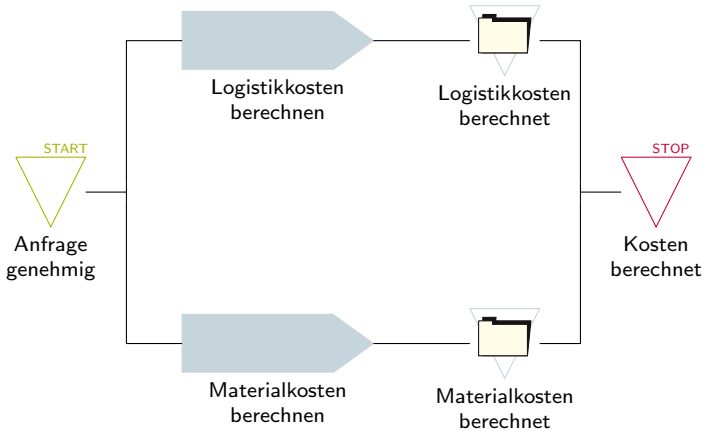 Logistikkosten
berechnen
Logistikkosten
berechnet
START
Anfrage
genehmig
STOP
Kosten
berechnet
Materialkosten
berechnen
Materialkosten
berechnet